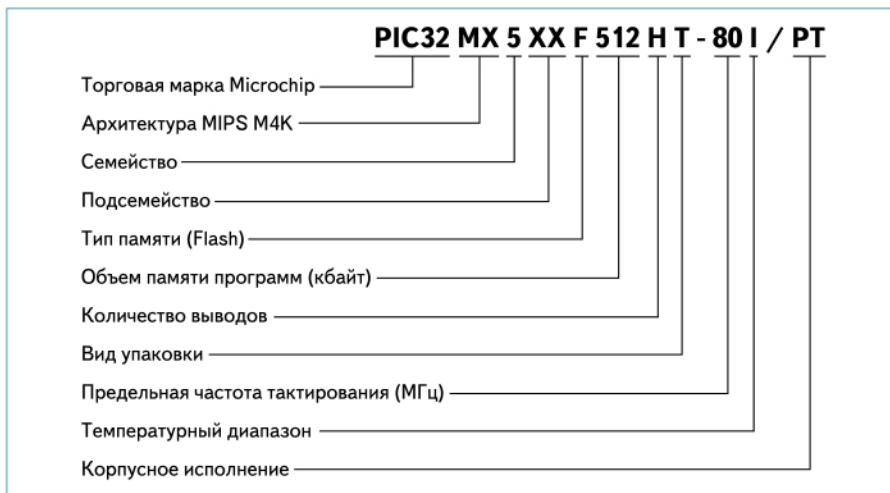 PIC32 MX 5 XX F 512 H T - 80 I / PT
Торговая марка Microchip
Архитектура MIPS M4K
Семейство
Подсемейство
Тип памяти (Flash)
Объем памяти программ (кбайт)
Количество выводов
Вид упаковки
Предельная частота тактирования (МГц)
Температурный диапазон
Корпусное исполнение